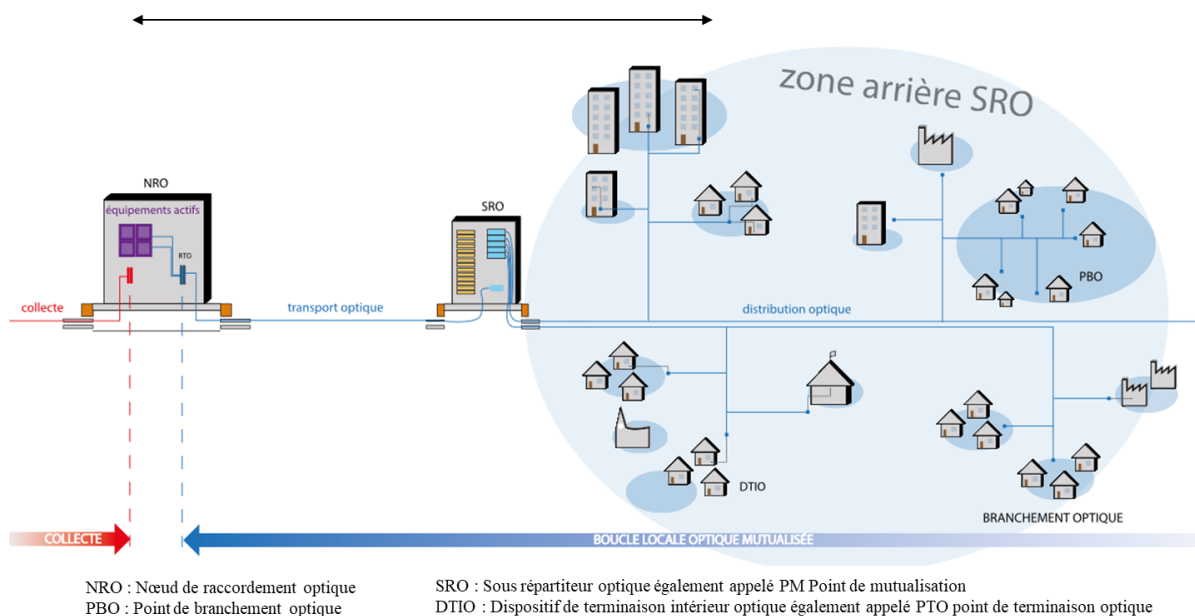 zone arrière SRO
NRO
équipements actifs
RTO
SRO
PBO
collecte
transport optique
distribution optique
DTIO
BRANCHEMENT OPTIQUE
COLLECTE
BOUCLE LOCALE OPTIQUE MUTUALISÉE
NRO : Nœud de raccordement optique
SRO : Sous répartiteur optique également appelé PM Point de mutualisation
PBO : Point de branchement optique
DTIO : Dispositif de terminaison intérieur optique également appelé PTO point de terminaison optique